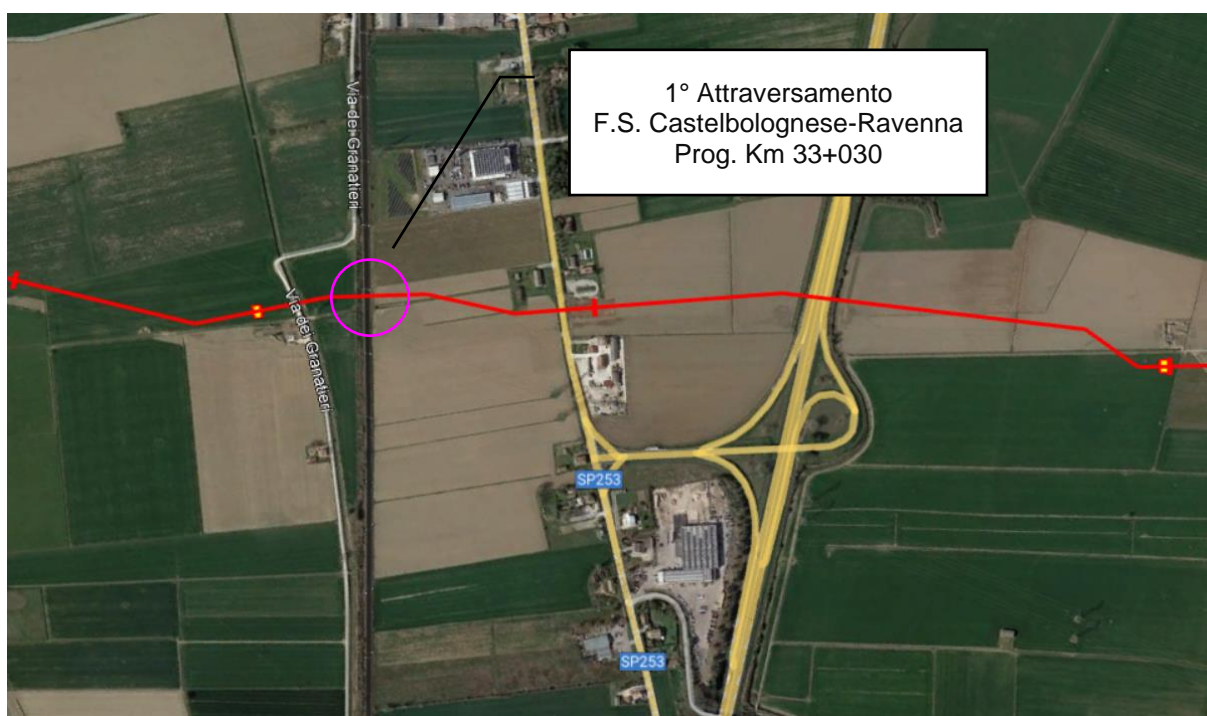 1° Attraversamento
F.S. Castelbolognese-Ravenna
Prog. Km 33+030
Via dei Granatieri
Via dei Granatieri
SP253
SP253